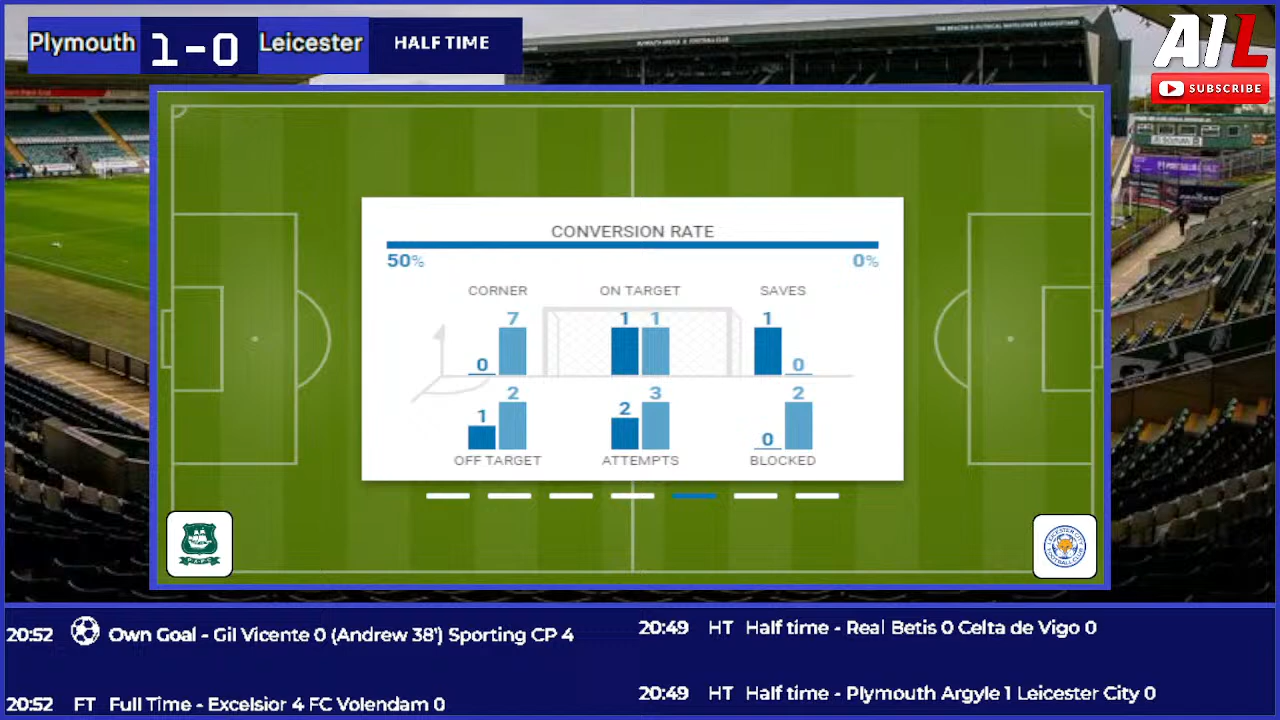 Plymouth 1-0 Leicester HALF TIME
AIL
SUBSCRIBE
CONVERSION RATE
50% 0%
CORNER ON TARGET SAVES
0 7 1 1 1 0
1 2 2 3 0 2
OFF TARGET ATTEMPTS BLOCKED
20:52 Own Goal - Gil Vicente 0 (Andrew 38') Sporting CP 4
20:49 HT Half time - Real Betis 0 Celta de Vigo 0
20:52 FT Full Time - Excelsior 4 FC Volendam 0
20:49 HT Half time - Plymouth Argyle 1 Leicester City 0